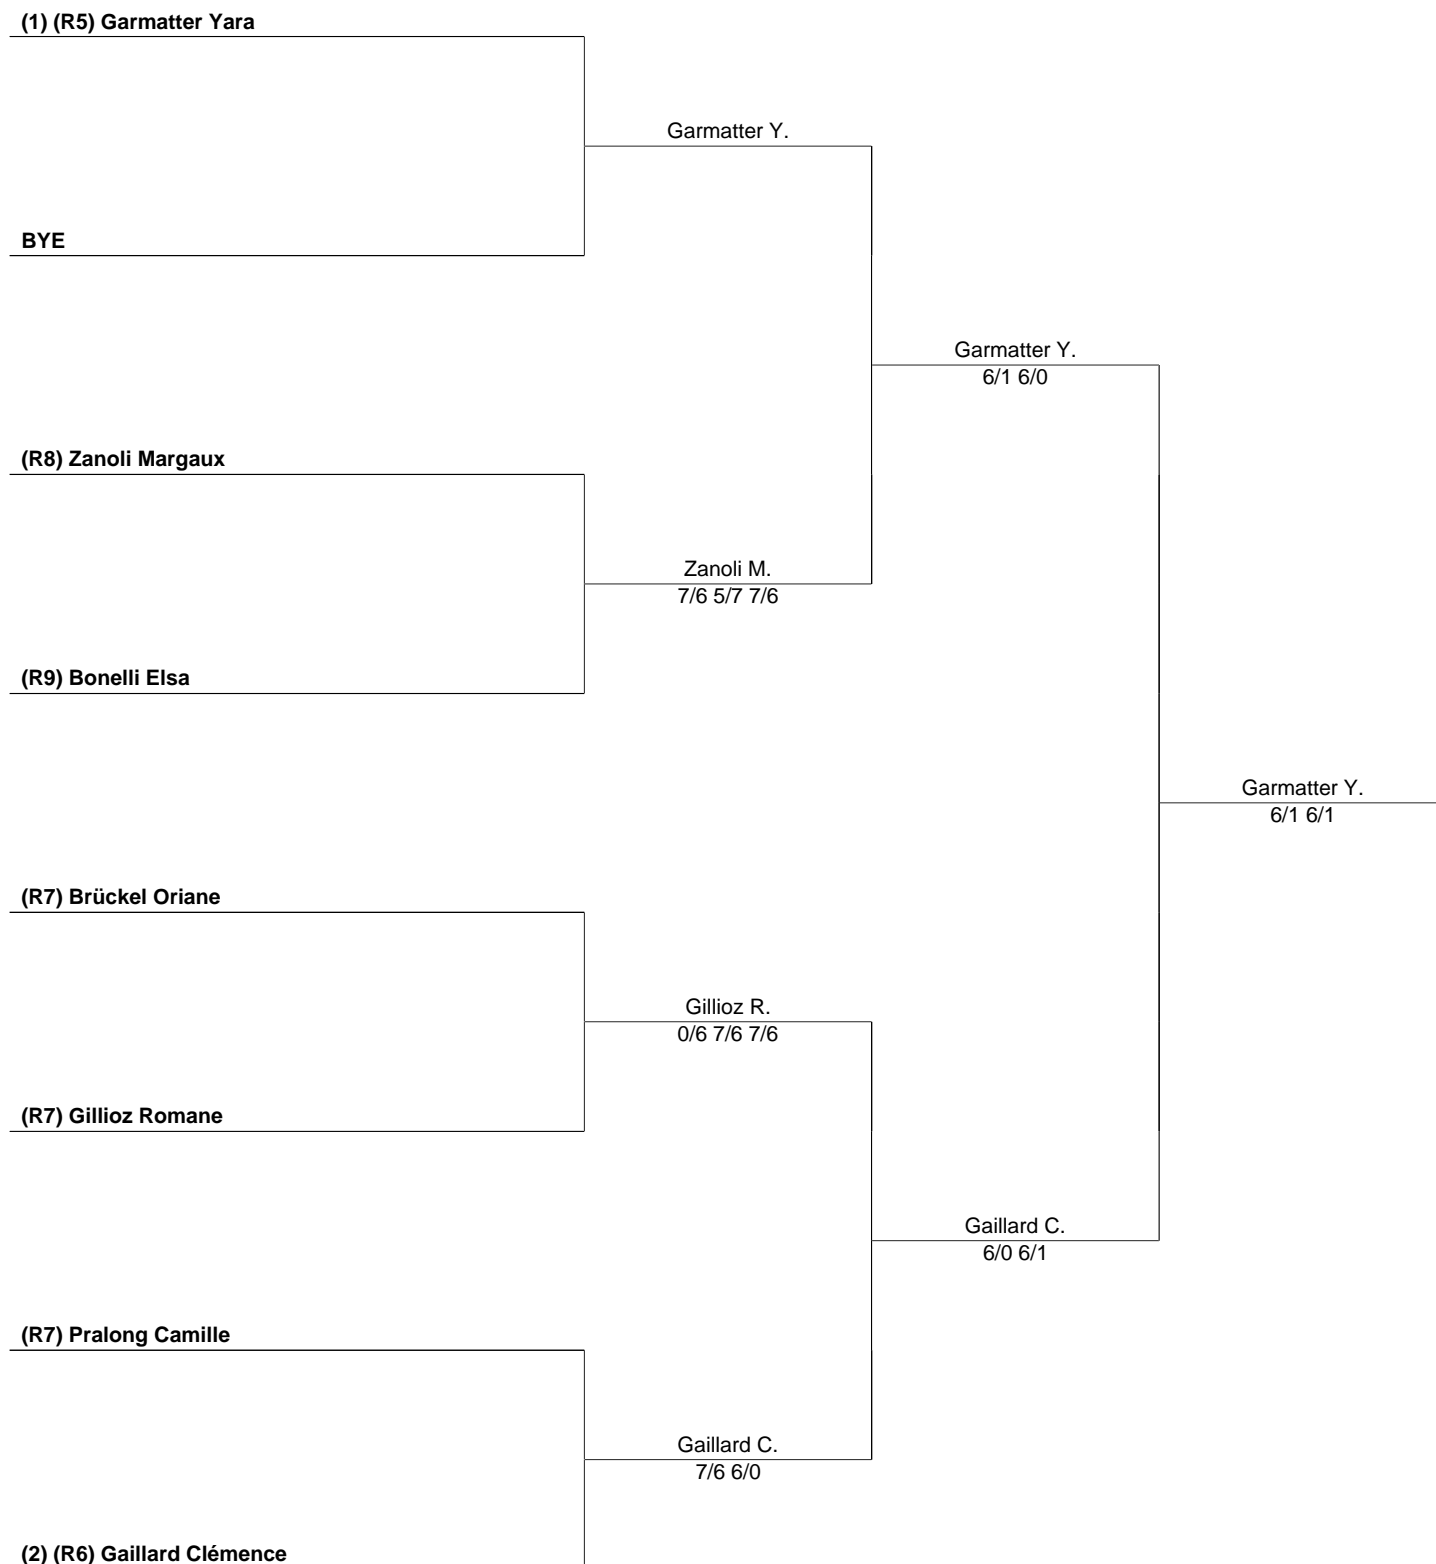 (1) (R5) Garmatter Yara
Garmatter Y.
BYE
Garmatter Y.
6/1 6/0
(R8) Zanoli Margaux
Zanoli M.
7/6 5/7 7/6
(R9) Bonelli Elsa
Garmatter Y.
6/1 6/1
(R7) Brückel Oriane
Gillioz R.
0/6 7/6 7/6
(R7) Gillioz Romane
Gaillard C.
6/0 6/1
(R7) Pralong Camille
Gaillard C.
7/6 6/0
(2) (R6) Gaillard Clémence